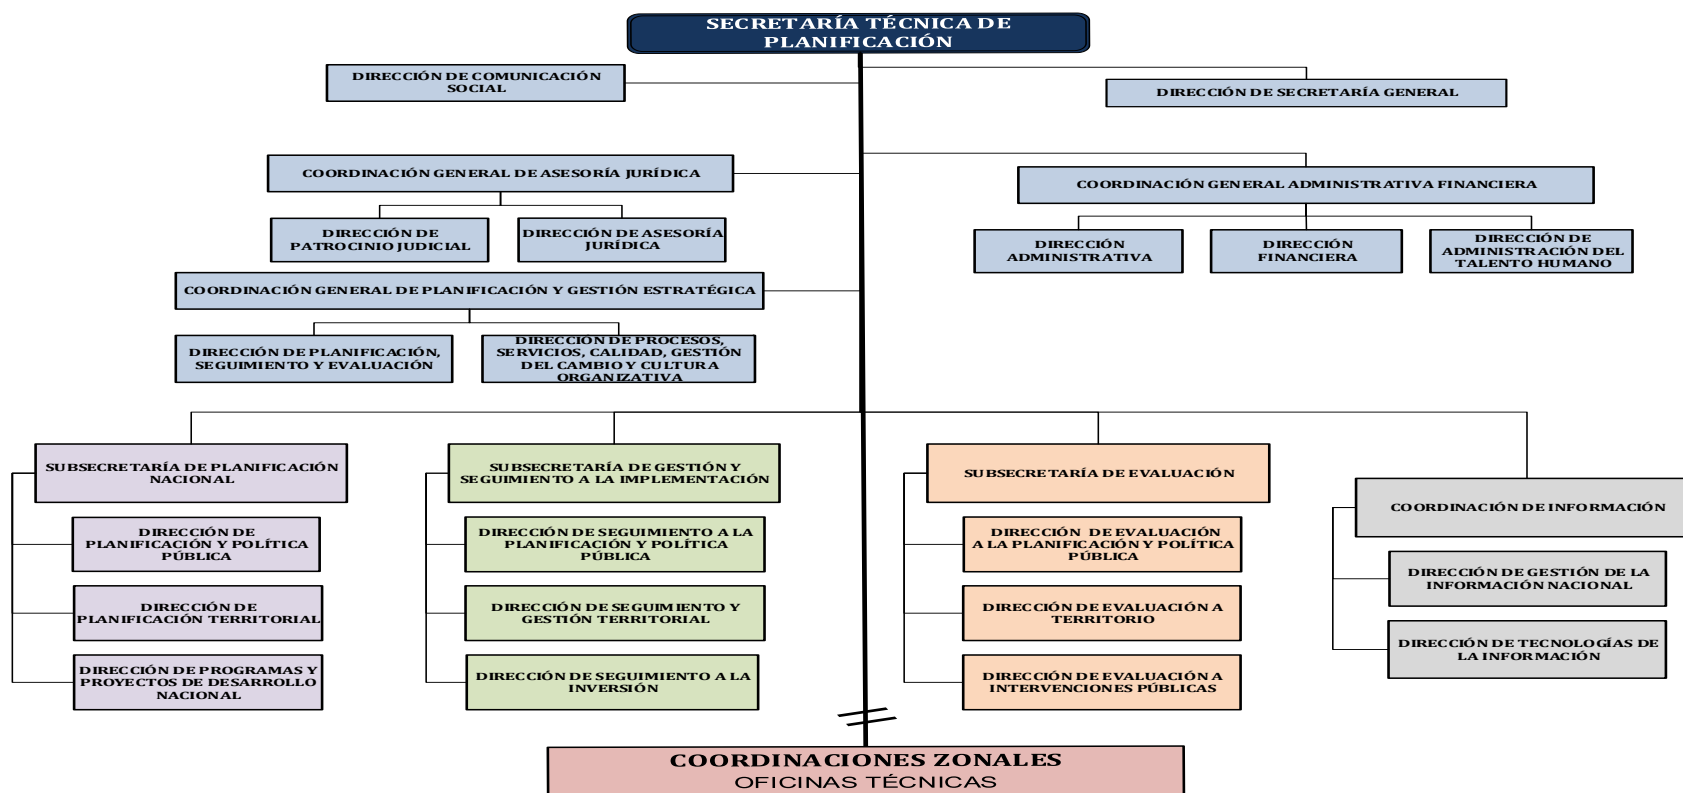 SECRETARÍA TÉCNICA DE
PLANIFICACIÓN
DIRECCIÓN DE COMUNICACIÓN
SOCIAL
DIRECCIÓN DE SECRETARÍA GENERAL
COORDINACIÓN GENERAL DE ASESORÍA JURÍDICA
COORDINACIÓN GENERAL ADMINISTRATIVA FINANCIERA
DIRECCIÓN DE
PATROCINIO JUDICIAL
DIRECCIÓN DE ASESORÍA
JURÍDICA
DIRECCIÓN
ADMINISTRATIVA
DIRECCIÓN
FINANCIERA
DIRECCIÓN DE
ADMINISTRACIÓN DEL
TALENTO HUMANO
COORDINACIÓN GENERAL DE PLANIFICACIÓN Y GESTIÓN ESTRATÉGICA
DIRECCIÓN DE PLANIFICACIÓN,
SEGUIMIENTO Y EVALUACIÓN
DIRECCIÓN DE PROCESOS,
SERVICIOS, CALIDAD, GESTIÓN
DEL CAMBIO Y CULTURA
ORGANIZATIVA
SUBSECRETARÍA DE PLANIFICACIÓN
NACIONAL
DIRECCIÓN DE
PLANIFICACIÓN Y POLÍTICA
PÚBLICA
DIRECCIÓN DE
PLANIFICACIÓN TERRITORIAL
DIRECCIÓN DE PROGRAMAS Y
PROYECTOS DE DESARROLLO
NACIONAL
SUBSECRETARÍA DE GESTIÓN Y
SEGUIMIENTO A LA IMPLEMENTACIÓN
DIRECCIÓN DE SEGUIMIENTO A LA
PLANIFICACIÓN Y POLÍTICA
PÚBLICA
DIRECCIÓN DE SEGUIMIENTO Y
GESTIÓN TERRITORIAL
DIRECCIÓN DE SEGUIMIENTO A LA
INVERSIÓN
SUBSECRETARÍA DE EVALUACIÓN
DIRECCIÓN DE EVALUACIÓN
A LA PLANIFICACIÓN Y POLÍTICA
PÚBLICA
DIRECCIÓN DE EVALUACIÓN A
TERRITORIO
DIRECCIÓN DE EVALUACIÓN A
INTERVENCIONES PÚBLICAS
COORDINACIÓN DE INFORMACIÓN
DIRECCIÓN DE GESTIÓN DE LA
INFORMACIÓN NACIONAL
DIRECCIÓN DE TECNOLOGÍAS DE
LA INFORMACIÓN
COORDINACIONES ZONALES
OFICINAS TÉCNICAS